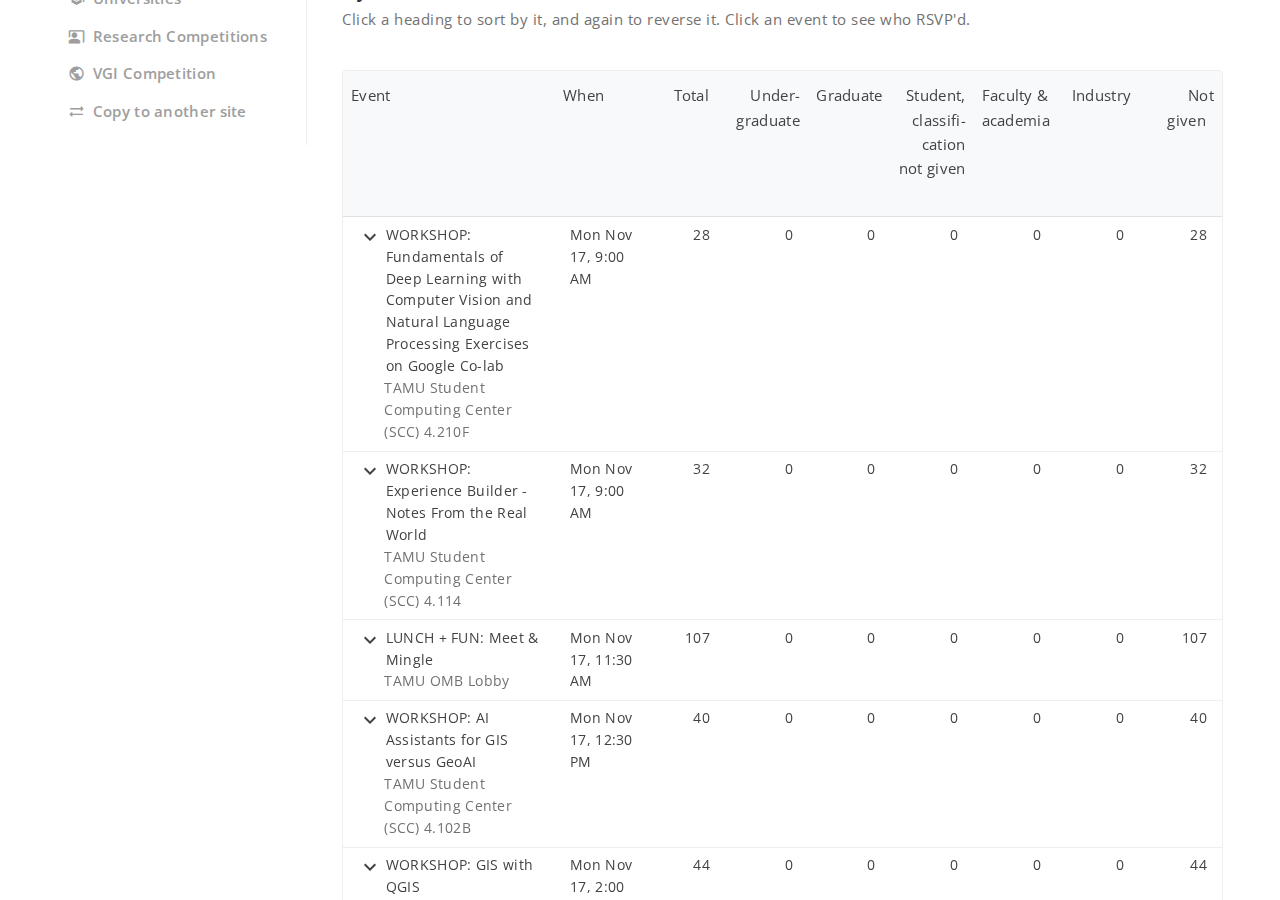 Research Competitions
VGI Competition
Copy to another site
Click a heading to sort by it, and again to reverse it. Click an event to see who RSVP'd.
Event When Total Under- Graduate Student, Faculty & Industry Not
graduate classifi- academia given
cation
not given
WORKSHOP: Mon Nov 28 0 0 0 0 0 28
Fundamentals of 17, 9:00
Deep Learning with AM
Computer Vision and
Natural Language
Processing Exercises
on Google Co-lab
TAMU Student
Computing Center
(SCC) 4.210F
WORKSHOP: Mon Nov 32 0 0 0 0 0 32
Experience Builder - 17, 9:00
Notes From the Real AM
World
TAMU Student
Computing Center
(SCC) 4.114
LUNCH + FUN: Meet & Mon Nov 107 0 0 0 0 0 107
Mingle 17, 11:30
TAMU OMB Lobby AM
WORKSHOP: AI Mon Nov 40 0 0 0 0 0 40
Assistants for GIS 17, 12:30
versus GeoAI PM
TAMU Student
Computing Center
(SCC) 4.102B
WORKSHOP: GIS with Mon Nov 44 0 0 0 0 0 44
QGIS 17, 2:00